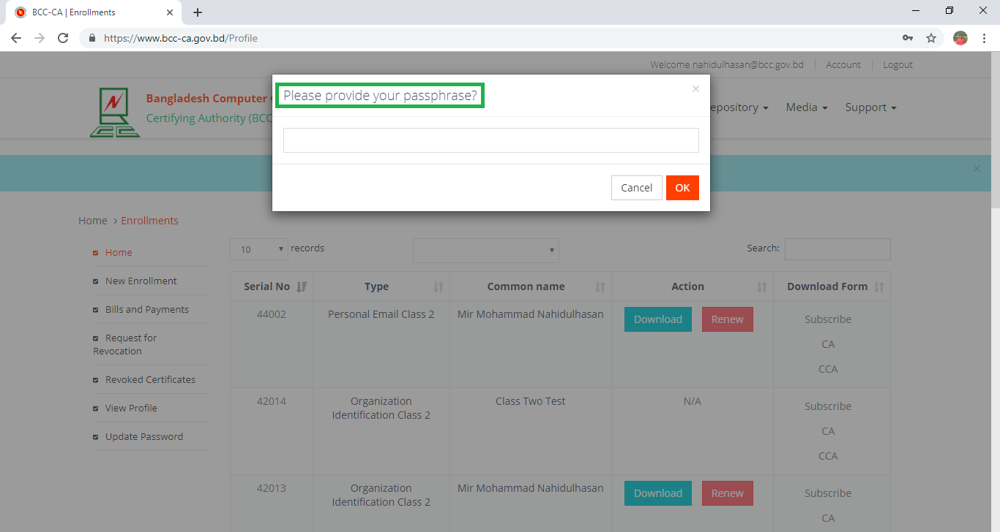 BCC-CA | Enrollments
https://www.bcc-ca.gov.bd/Profile
Welcome nahidulhasan@bcc.gov.bd
Account
Logout
Bangladesh Computer
Certifying Authority (BCC
epository
Media
Support
Please provide your passphrase?
Cancel
OK
Home > Enrollments
Home
New Enrollment
Bills and Payments
Request for
Revocation
Revoked Certificates
View Profile
Update Password
10 records
Search:
Serial No Type Common name Action Download Form
44002 Personal Email Class 2 Mir Mohammad Nahidulhasan Download Renew Subscribe
CA
CCA
42014 Organization Class Two Test N/A Subscribe
Identification Class 2
CA
CCA
42013 Organization Mir Mohammad Nahidulhasan Download Renew Subscribe
Identification Class 2
CA